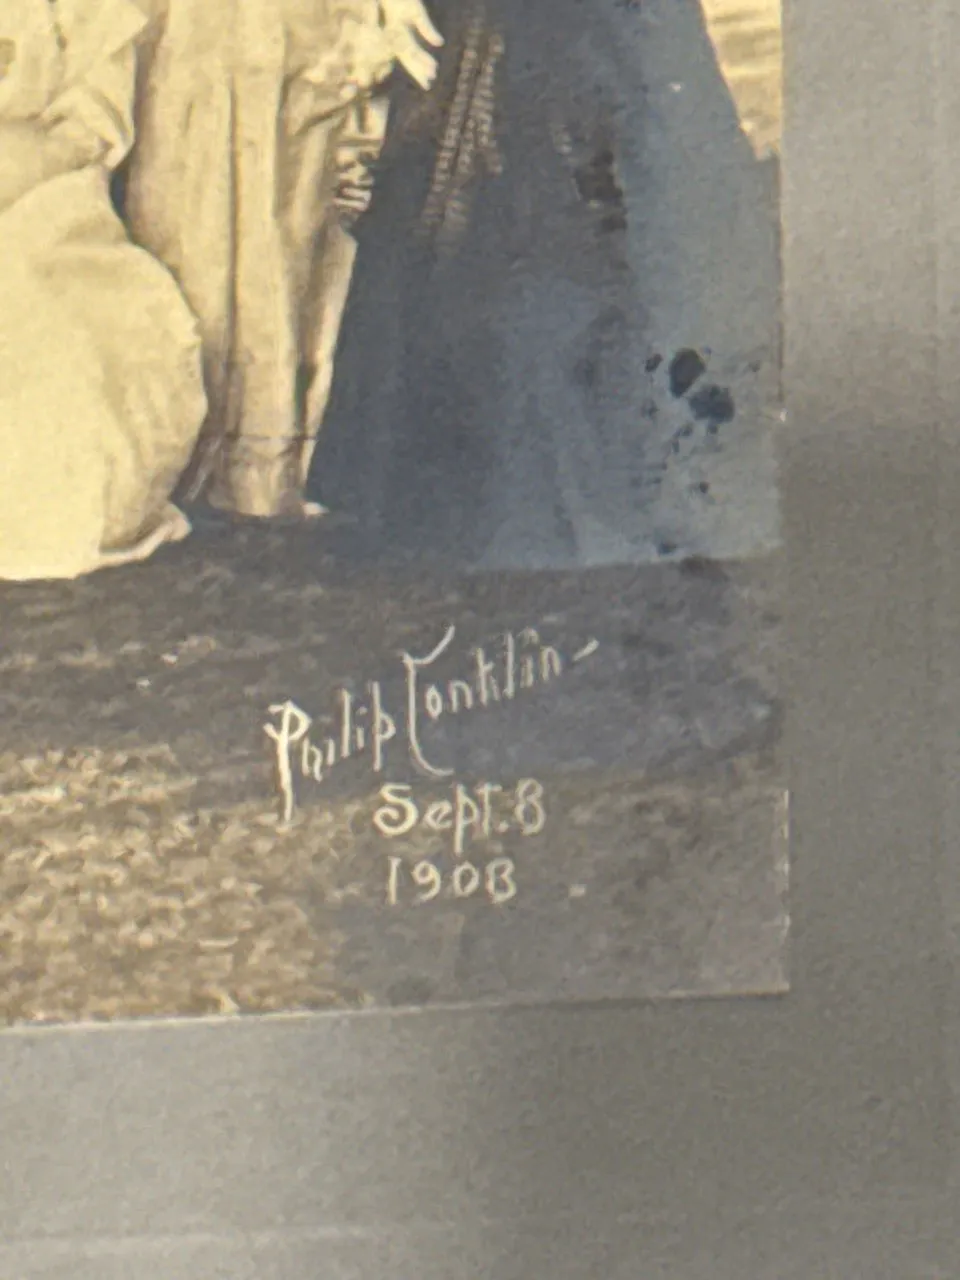 Philip Conklin-
Sept. 8
1908